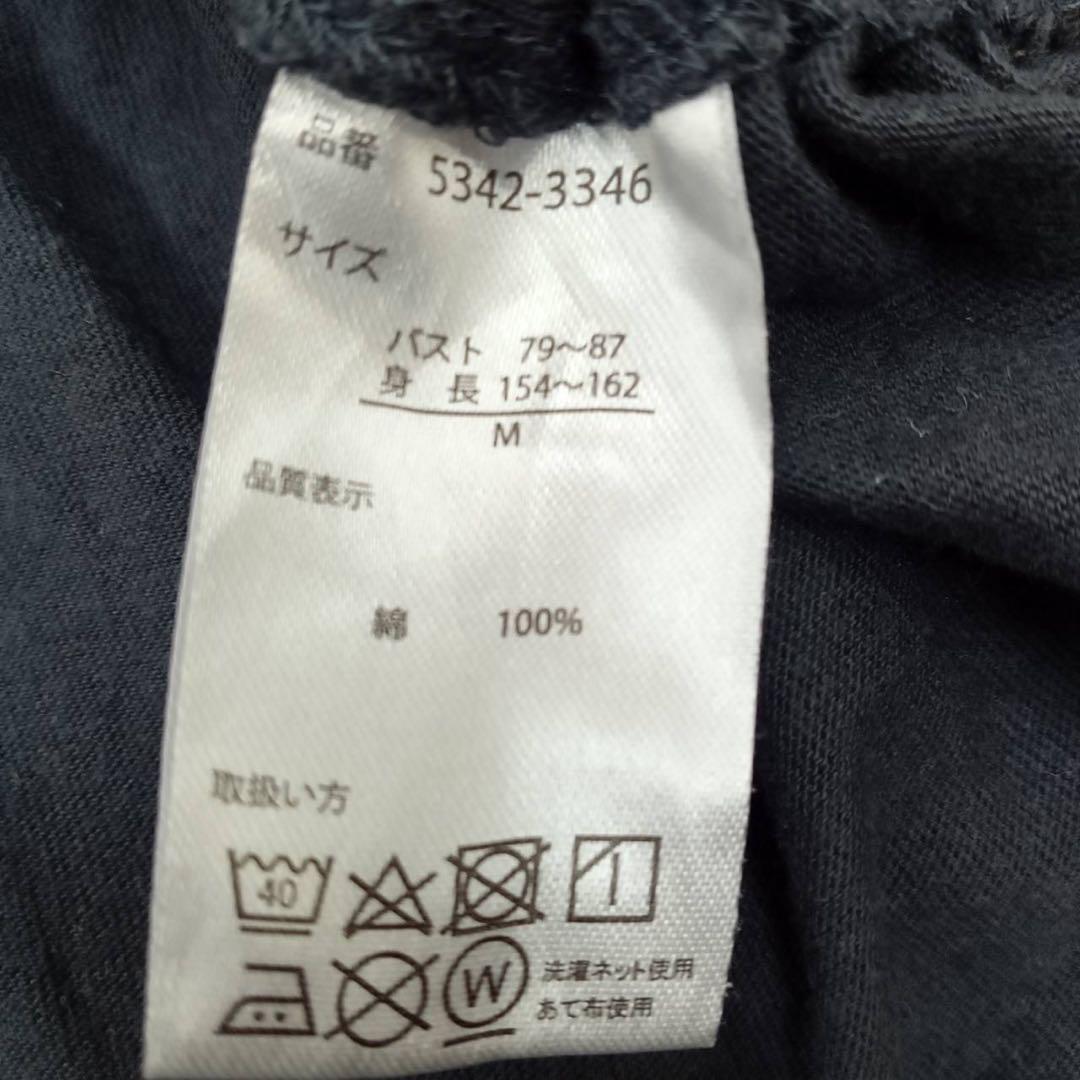 品番 5342-3346
サイズ
バスト 79～87
身 長 154～162
M
品質表示
綿 100%
取扱い方
40
W
洗濯ネット使用
あて布使用